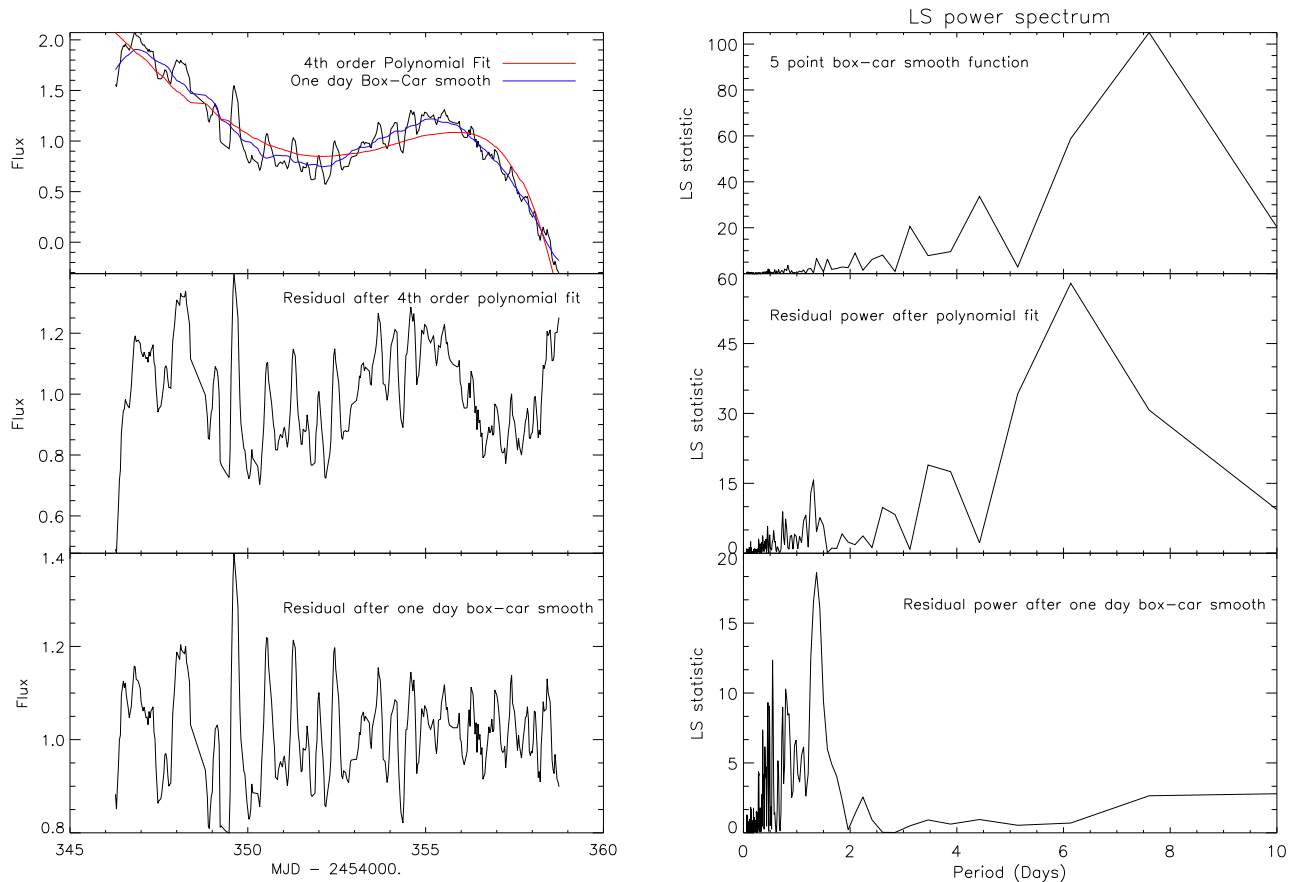 LS power spectrum
4th order Polynomial Fit
One day Box-Car smooth
Flux
2.0
1.5
1.0
0.5
0.0
5 point box-car smooth function
LS statistic
100
80
60
40
20
Residual after 4th order polynomial fit
Flux
1.2
1.0
0.8
0.6
Residual power after polynomial fit
LS statistic
60
45
30
15
0
Residual after one day box-car smooth
Flux
1.4
1.2
1.0
0.8
345
350
355
360
MJD - 2454000.
Residual power after one day box-car smooth
LS statistic
20
15
10
5
0
0
2
4
6
8
10
Period (Days)